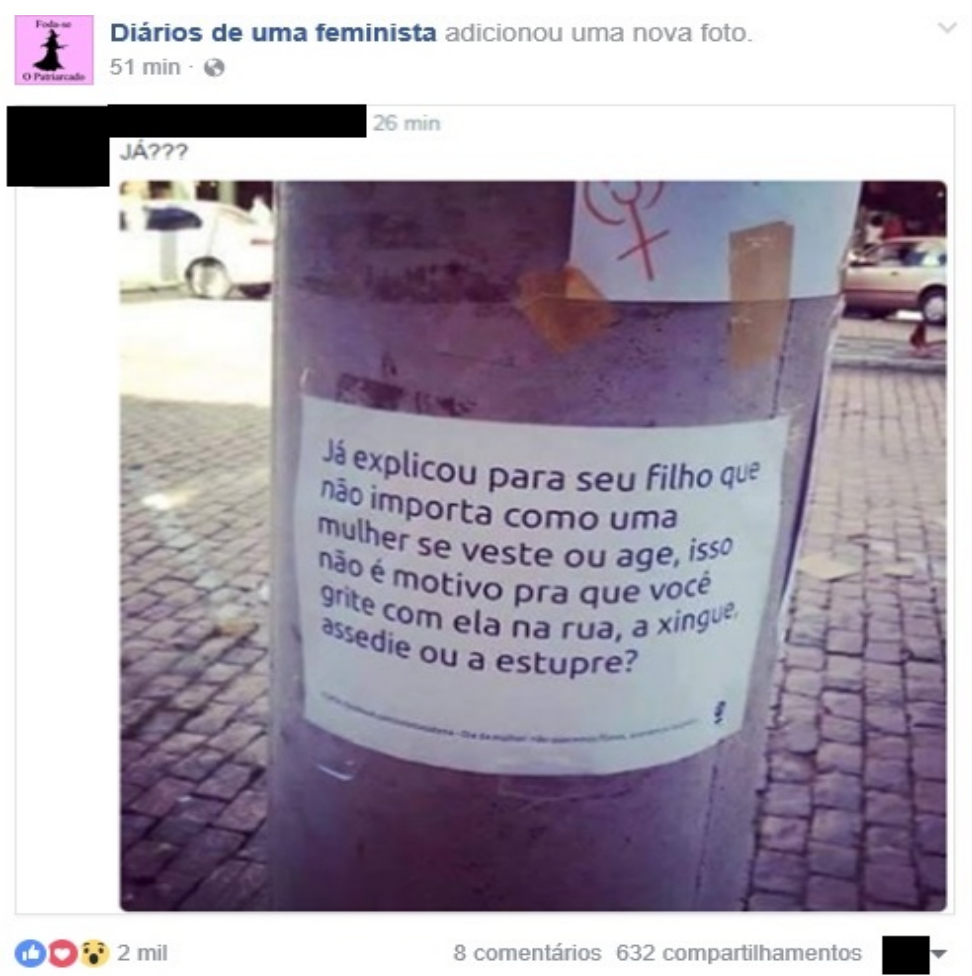 Foda-se
O Patriarcado
Diários de uma feminista adicionou uma nova foto.
51 min ·
26 min
JÁ???
Já explicou para seu filho que
não importa como uma
mulher se veste ou age, isso
não é motivo pra que você
grite com ela na rua, a xingue,
assedie ou a estupre?
2 mil
8 comentários 632 compartilhamentos